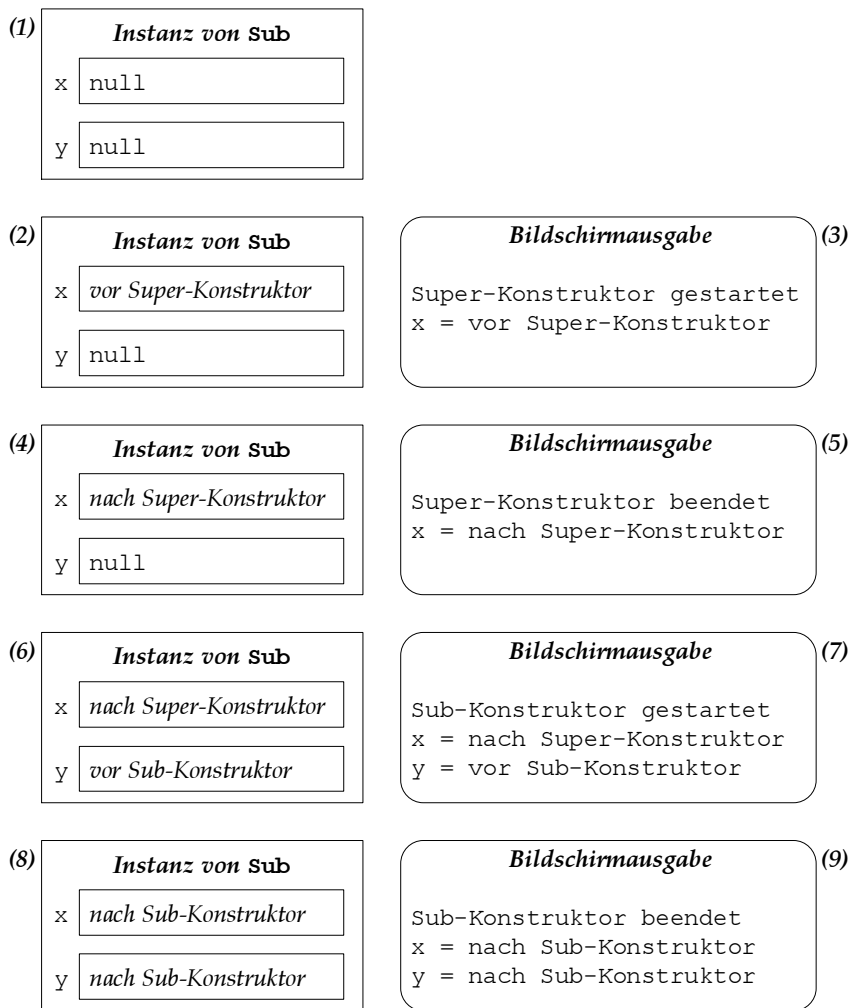 (1)
Instanz von Sub
x null
y null
(2)
Instanz von Sub
x vor Super-Konstruktor
y null
Bildschirmausgabe
(3)
Super-Konstruktor gestartet
x = vor Super-Konstruktor
(4)
Instanz von Sub
x nach Super-Konstruktor
y null
Bildschirmausgabe
(5)
Super-Konstruktor beendet
x = nach Super-Konstruktor
(6)
Instanz von Sub
x nach Super-Konstruktor
y vor Sub-Konstruktor
Bildschirmausgabe
(7)
Sub-Konstruktor gestartet
x = nach Super-Konstruktor
y = vor Sub-Konstruktor
(8)
Instanz von Sub
x nach Sub-Konstruktor
y nach Sub-Konstruktor
Bildschirmausgabe
(9)
Sub-Konstruktor beendet
x = nach Sub-Konstruktor
y = nach Sub-Konstruktor